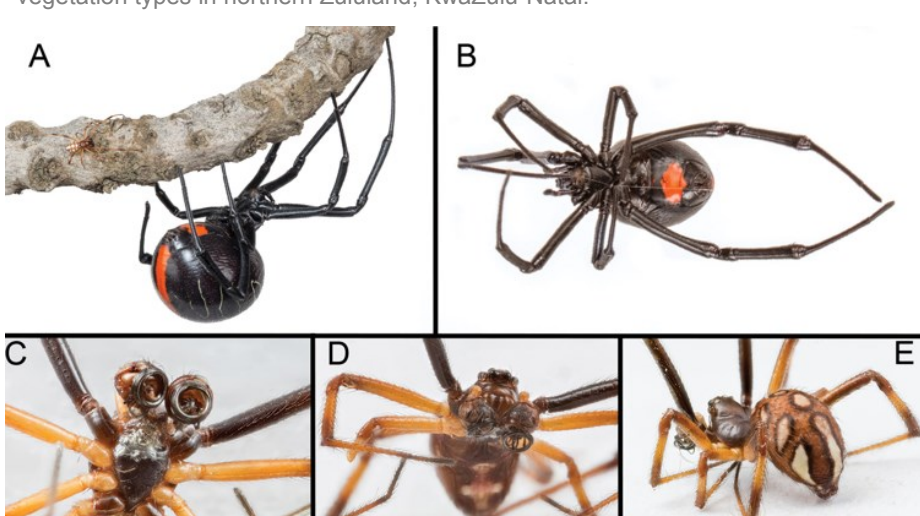 vegetation types in northern Zululand, KwaZulu-Natal.
A
B
C
D
E